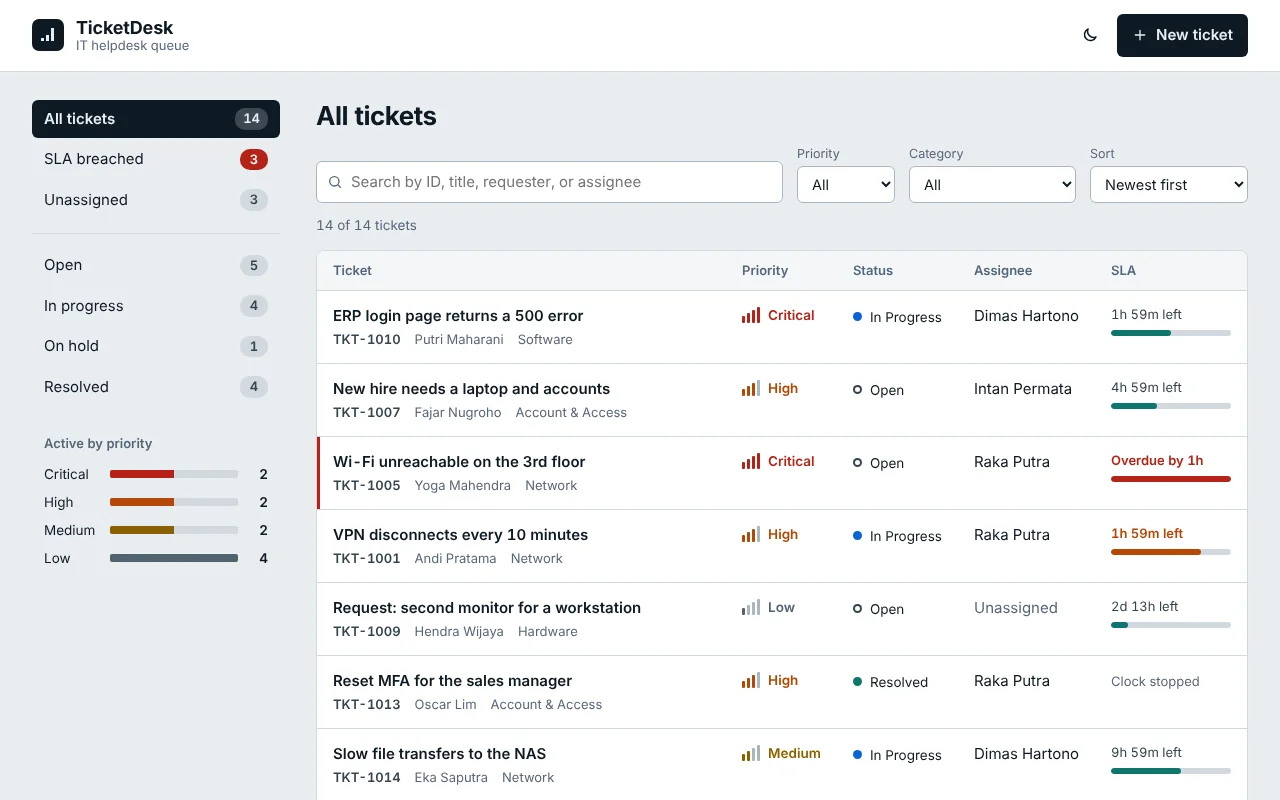 TicketDesk
IT helpdesk queue
New ticket
All tickets 14
SLA breached 3
Unassigned 3
Open 5
In progress 4
On hold 1
Resolved 4
Active by priority
Critical 2
High 2
Medium 2
Low 4
All tickets
Search by ID, title, requester, or assignee
Priority
All
Category
All
Sort
Newest first
14 of 14 tickets
Ticket Priority Status Assignee SLA
ERP login page returns a 500 error Critical In Progress Dimas Hartono 1h 59m left
TKT-1010 Putri Maharani Software
New hire needs a laptop and accounts High Open Intan Permata 4h 59m left
TKT-1007 Fajar Nugroho Account & Access
Wi-Fi unreachable on the 3rd floor Critical Open Raka Putra Overdue by 1h
TKT-1005 Yoga Mahendra Network
VPN disconnects every 10 minutes High In Progress Raka Putra 1h 59m left
TKT-1001 Andi Pratama Network
Request: second monitor for a workstation Low Open Unassigned 2d 13h left
TKT-1009 Hendra Wijaya Hardware
Reset MFA for the sales manager High Resolved Raka Putra Clock stopped
TKT-1013 Oscar Lim Account & Access
Slow file transfers to the NAS Medium In Progress Dimas Hartono 9h 59m left
TKT-1014 Eka Saputra Network